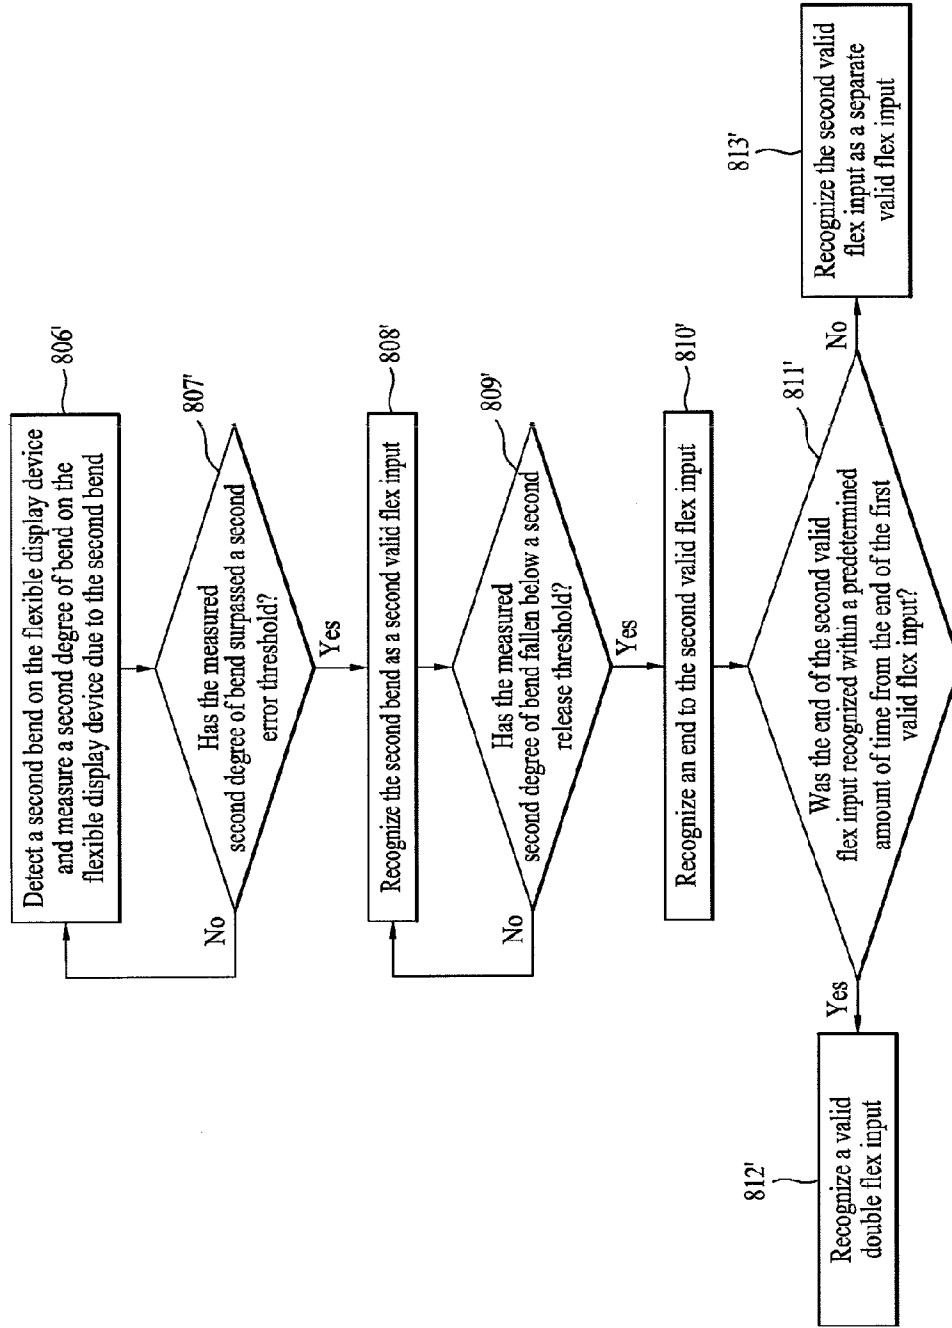 Detect a second bend on the flexible display device
and measure a second degree of bend on the
flexible display device due to the second bend
806'
Has the measured
second degree of bend surpassed a second
error threshold?
807'
No
Yes
Recognize the second bend as a second valid flex input
808'
Has the measured
second degree of bend fallen below a second
release threshold?
809'
No
Yes
Recognize an end to the second valid flex input
810'
Was the end of the second valid
flex input recognized within a predetermined
amount of time from the end of the first
valid flex input?
811'
Yes
No
Recognize a valid
double flex input
812'
Recognize the second valid
flex input as a separate
valid flex input
813'